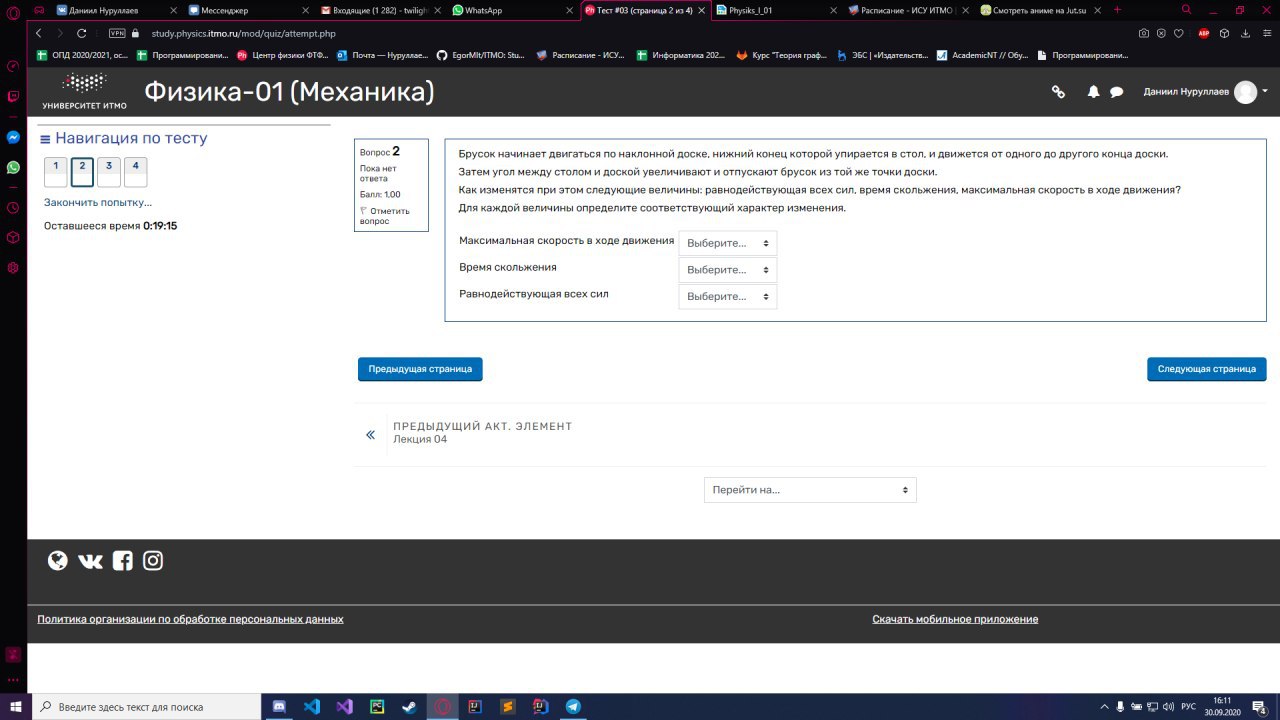 Даниил Нуруллаев
Мессенджер
Входящие (1 282) - twiligh
WhatsApp
Тест #03 (страница 2 из 4)
Physiks_I_01
Расписание - ИСУ ИТМО
Смотреть аниме на Jut.su
VPN
study.physics.itmo.ru/mod/quiz/attempt.php
ABP
ОПД 2020/2021, ос...
Программировани...
Ph Центр физики ФТФ...
Почта — Нуруллае...
EgorMIt/ITMO: Stu...
Расписание - ИСУ...
Информатика 202...
Курс "Теория граф...
ЭБС | «Издательств...
AcademicNT // Обу...
Программировани...
УНИВЕРСИТЕТ ИТМО
Физика-01 (Механика)
Даниил Нуруллаев
Навигация по тесту
1
2
3
4
Закончить попытку...
Оставшееся время 0:19:15
Вопрос 2
Пока нет
ответа
Балл: 1,00
Отметить
вопрос
Брусок начинает двигаться по наклонной доске, нижний конец которой упирается в стол, и движется от одного до другого конца доски.
Затем угол между столом и доской увеличивают и отпускают брусок из той же точки доски.
Как изменятся при этом следующие величины: равнодействующая всех сил, время скольжения, максимальная скорость в ходе движения?
Для каждой величины определите соответствующий характер изменения.
Максимальная скорость в ходе движения
Выберите...
Время скольжения
Выберите...
Равнодействующая всех сил
Выберите...
Предыдущая страница
Следующая страница
ПРЕДЫДУЩИЙ АКТ. ЭЛЕМЕНТ
Лекция 04
Перейти на...
Политика организации по обработке персональных данных
Скачать мобильное приложение
Введите здесь текст для поиска
РУС
16:11
30.09.2020